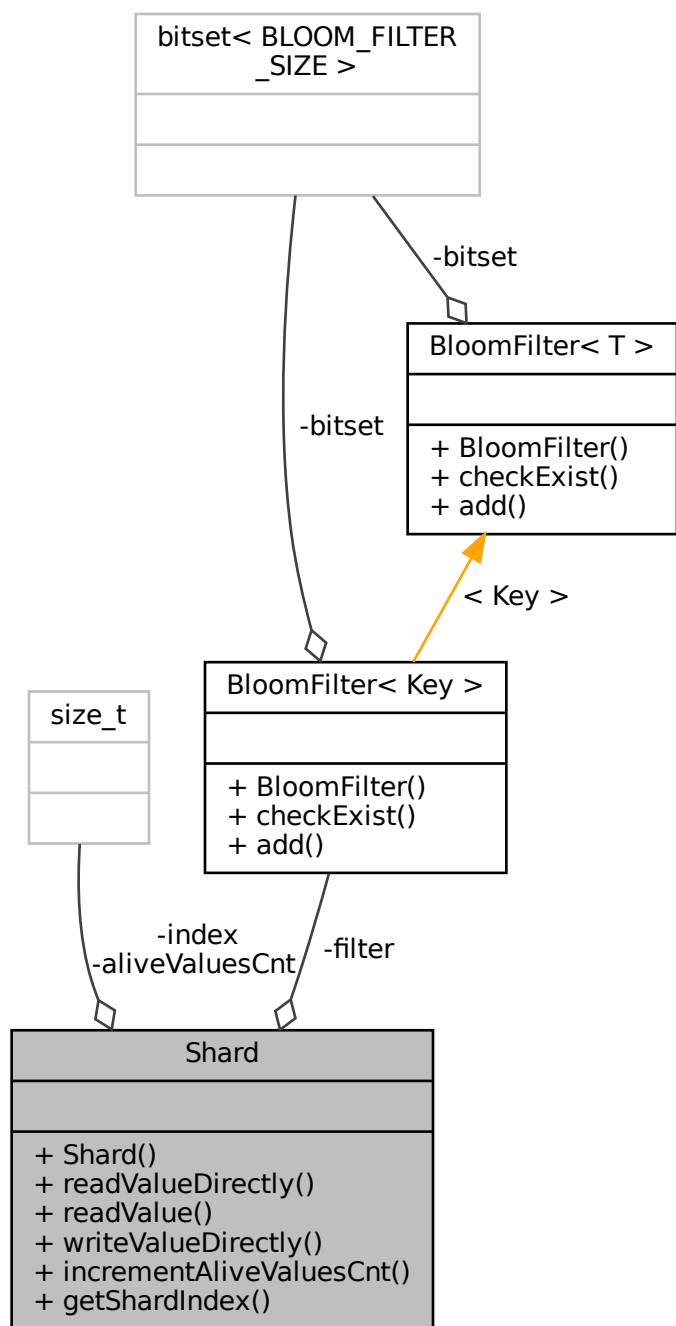 bitset< BLOOM_FILTER
_SIZE >
-bitset
BloomFilter< T >
+ BloomFilter()
+ checkExist()
+ add()
-bitset
< Key >
BloomFilter< Key >
+ BloomFilter()
+ checkExist()
+ add()
size_t
-index
-aliveValuesCnt
-filter
Shard
+ Shard()
+ readValueDirectly()
+ readValue()
+ writeValueDirectly()
+ incrementAliveValuesCnt()
+ getShardIndex()